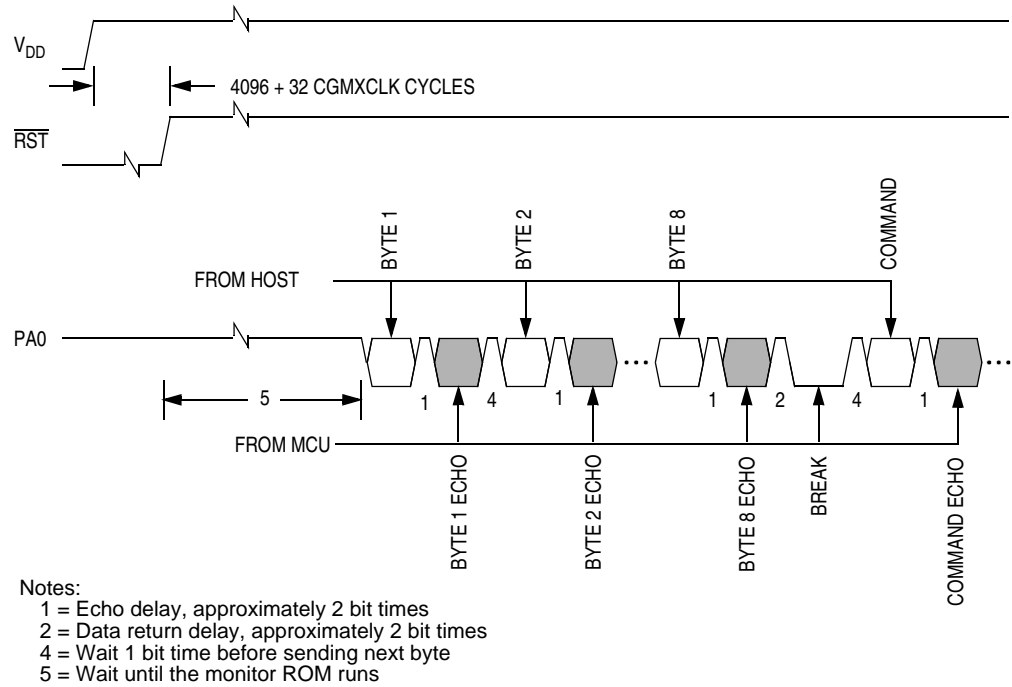 VDD
4096 + 32 CGMXCLK CYCLES
RST
BYTE 1
BYTE 2
BYTE 8
COMMAND
FROM HOST
PA0
1
4
1
1
2
4
1
5
FROM MCU
BYTE 1 ECHO
BYTE 2 ECHO
BYTE 8 ECHO
BREAK
COMMAND ECHO
Notes:
1 = Echo delay, approximately 2 bit times
2 = Data return delay, approximately 2 bit times
4 = Wait 1 bit time before sending next byte
5 = Wait until the monitor ROM runs